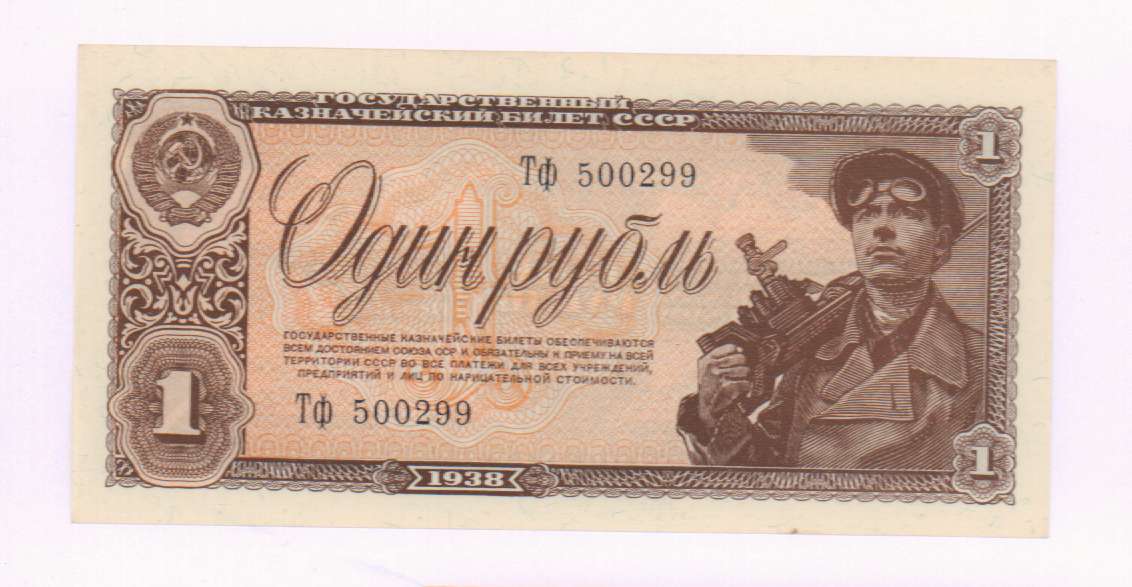 ГОСУДАРСТВЕННЫЙ
КАЗНАЧЕЙСКИЙ БИЛЕТ СССР
1
Тф 500299
Один рубль
ГОСУДАРСТВЕННЫЕ КАЗНАЧЕЙСКИЕ БИЛЕТЫ ОБЕСПЕЧИВАЮТСЯ
ВСЕМ ДОСТОЯНИЕМ СОЮЗА ССР И ОБЯЗАТЕЛЬНЫ К ПРИЕМУ НА ВСЕЙ
ТЕРРИТОРИИ СССР ВО ВСЕ ПЛАТЕЖИ ДЛЯ ВСЕХ УЧРЕЖДЕНИЙ,
ПРЕДПРИЯТИЙ И ЛИЦ ПО НАРИЦАТЕЛЬНОЙ СТОИМОСТИ.
1
Тф 500299
1
1938